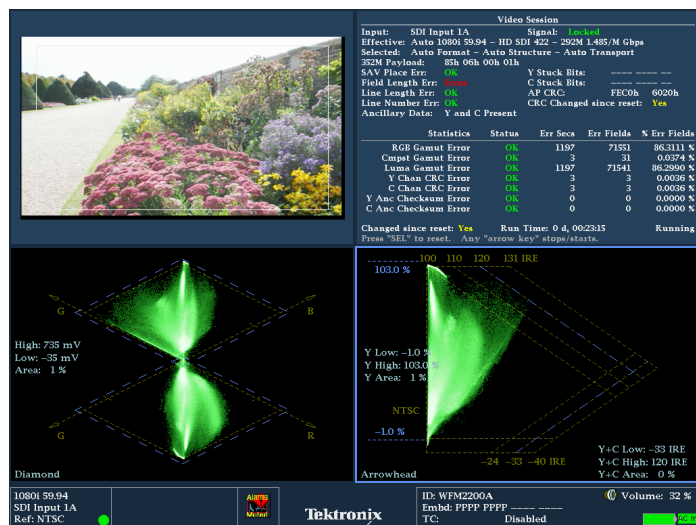 Video Session
Input: SDI Input 1A Signal: Locked
Effective: Auto 1080i 59.94 – HD SDI 422 – 292M 1.485/M Gbps
Selected: Auto Format – Auto Structure – Auto Transport
352M Payload: 85h 06h 00h 01h
SAV Place Err: OK Y Stuck Bits: –––– –––– ––
Field Length Err: Error C Stuck Bits: –––– –––– ––
Line Length Err: OK AP CRC: FEC0h 6020h
Line Number Err: OK CRC Changed since reset: Yes
Ancillary Data: Y and C Present
Statistics Status Err Secs Err Fields % Err Fields
RGB Gamut Error OK 1197 71551 86.3111 %
Cmpst Gamut Error OK 3 31 0.0374 %
Luma Gamut Error OK 1197 71541 86.2990 %
Y Chan CRC Error OK 3 3 0.0036 %
C Chan CRC Error OK 3 3 0.0036 %
Y Anc Checksum Error OK 0 0 0.0000 %
C Anc Checksum Error OK 0 0 0.0000 %
Changed since reset: Yes Run Time: 0 d, 00:23:15 Running
Press "SEL" to reset. Any "arrow key" stops/starts.
G B
High: 735 mV
Low: –35 mV
Area: 1 %
G R
Diamond
100 110 120 131 IRE
103.0 %
Y Low: –1.0 %
Y High: 103.0 %
Y Area: 1 %
NTSC
–1.0 %
–24 –33 –40 IRE
Y+C Low: –33 IRE
Y+C High: 120 IRE
Y+C Area: 0 %
Arrowhead
1080i 59.94
SDI Input 1A
Ref: NTSC
Alarms
Muted
Tektronix
ID: WFM2200A
Embd: PPPP PPPP –––– ––––
TC: Disabled
Volume: 32 %